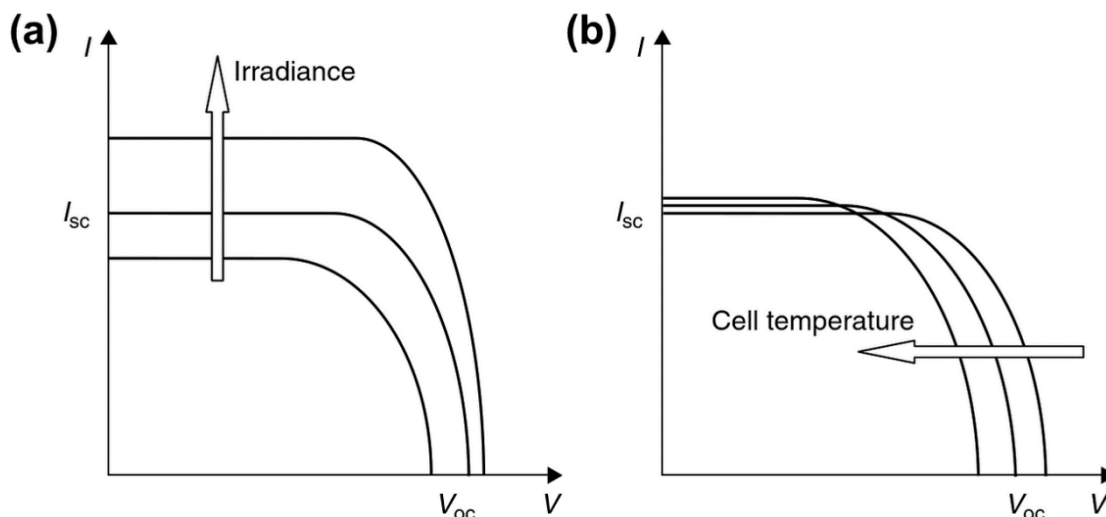 (a)
I
Irradiance
I_sc
V_oc
V
(b)
I
I_sc
Cell temperature
V_oc
V